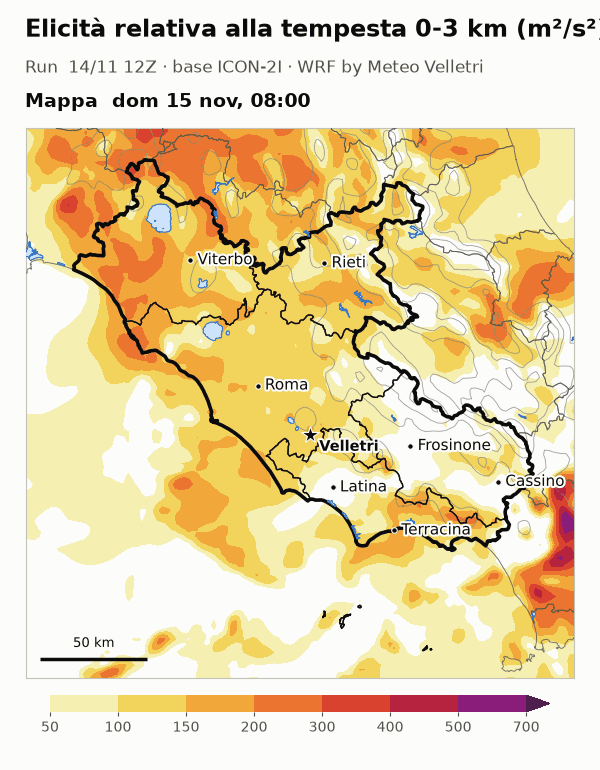 Elicità relativa alla tempesta 0-3 km (m²/s²)
Run 14/11 12Z · base ICON-2I · WRF by Meteo Velletri
Mappa dom 15 nov, 08:00
Viterbo
Rieti
Roma
Velletri
Frosinone
Latina
Cassino
Terracina
50 km
50 100 150 200 300 400 500 700